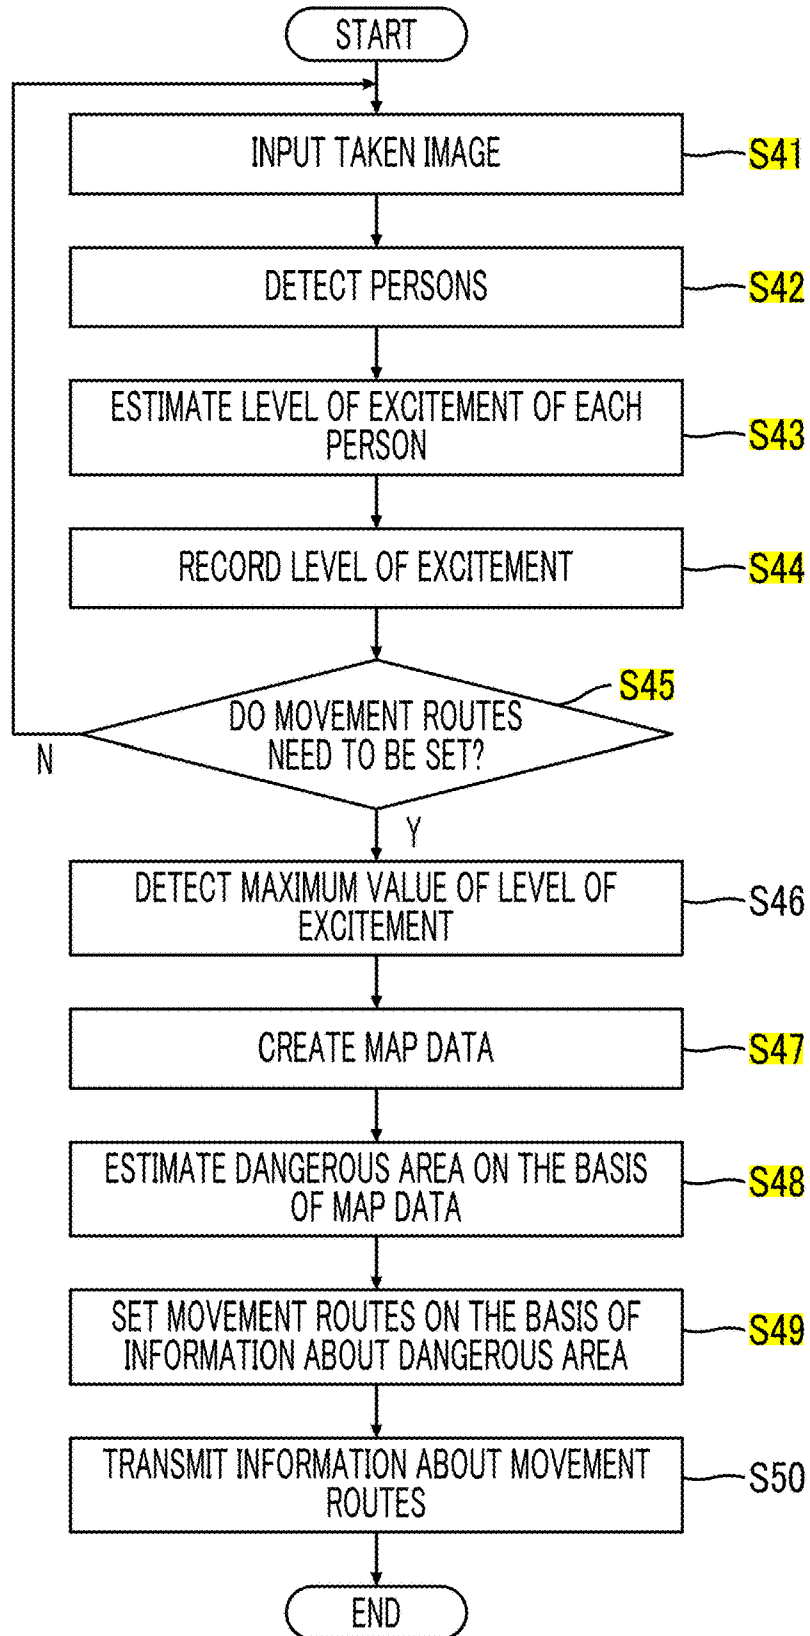 START
INPUT TAKEN IMAGE
S41
DETECT PERSONS
S42
ESTIMATE LEVEL OF EXCITEMENT OF EACH
PERSON
S43
RECORD LEVEL OF EXCITEMENT
S44
S45
DO MOVEMENT ROUTES
NEED TO BE SET?
N
Y
DETECT MAXIMUM VALUE OF LEVEL OF
EXCITEMENT
S46
CREATE MAP DATA
S47
ESTIMATE DANGEROUS AREA ON THE BASIS
OF MAP DATA
S48
SET MOVEMENT ROUTES ON THE BASIS OF
INFORMATION ABOUT DANGEROUS AREA
S49
TRANSMIT INFORMATION ABOUT MOVEMENT
ROUTES
S50
END